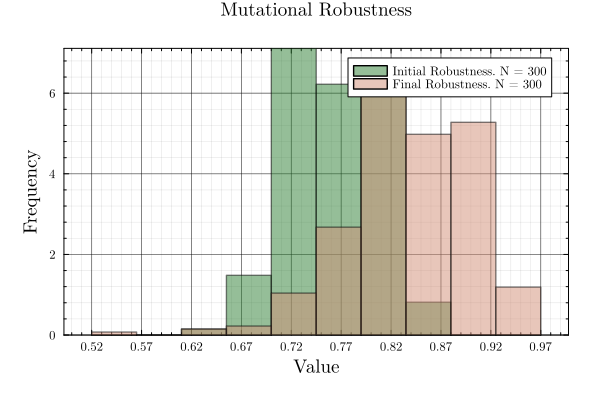 Mutational Robustness
Initial Robustness. N = 300
Final Robustness. N = 300
Frequency
6
4
2
0
0.52 0.57 0.62 0.67 0.72 0.77 0.82 0.87 0.92 0.97
Value